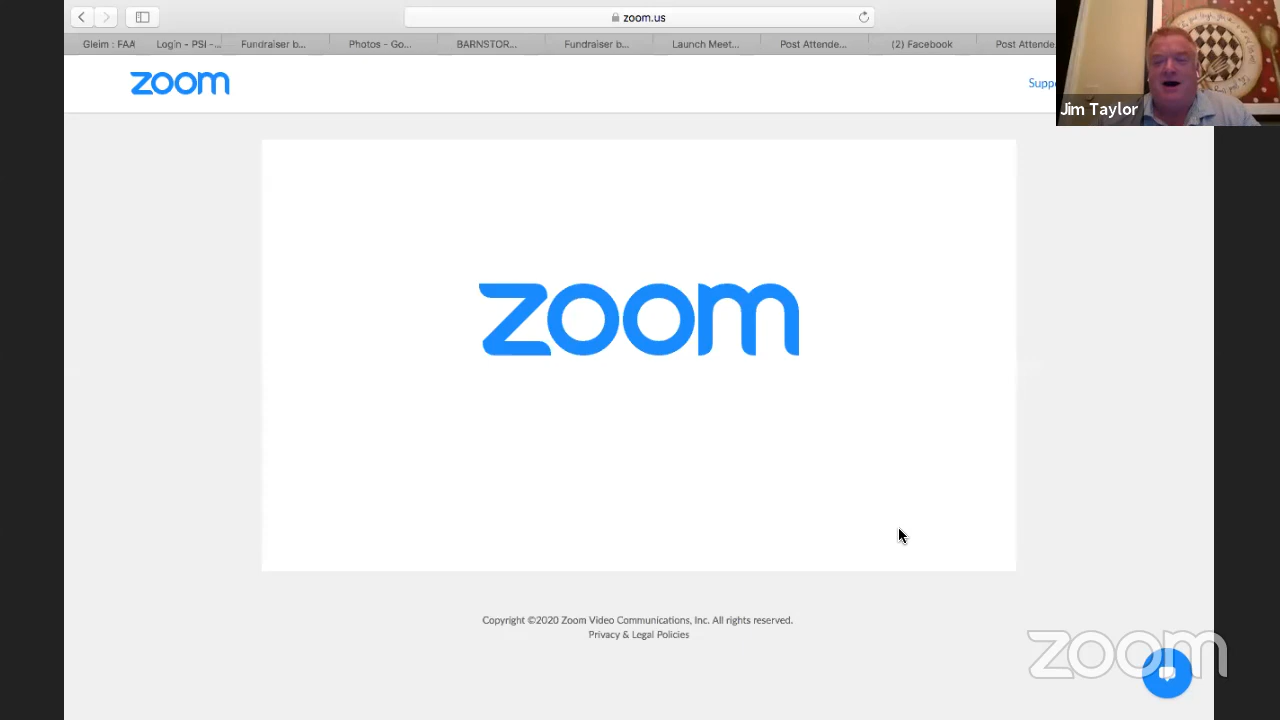 zoom.us
Gleim : FAA Login - PSI -... Fundraiser b... Photos - Go... BARNSTOR... Fundraiser b... Launch Meet... Post Attende... (2) Facebook Post Attende
zoom
Supp
Jim Taylor
zoom
Copyright ©2020 Zoom Video Communications, Inc. All rights reserved.
Privacy & Legal Policies
zoom